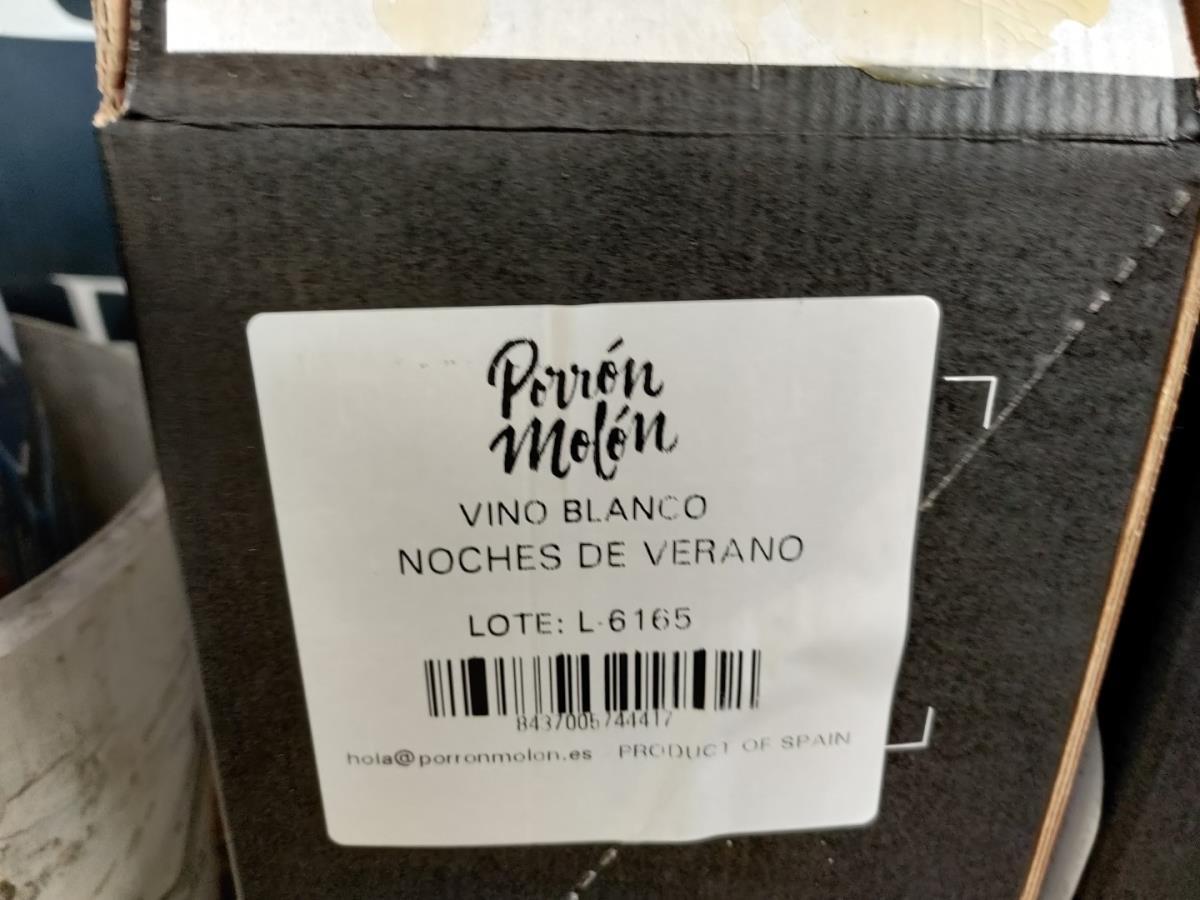 Porrón
Molón
VINO BLANCO
NOCHES DE VERANO
LOTE: L-6165
8437005744417
hola@porronmolon.es PRODUCT OF SPAIN